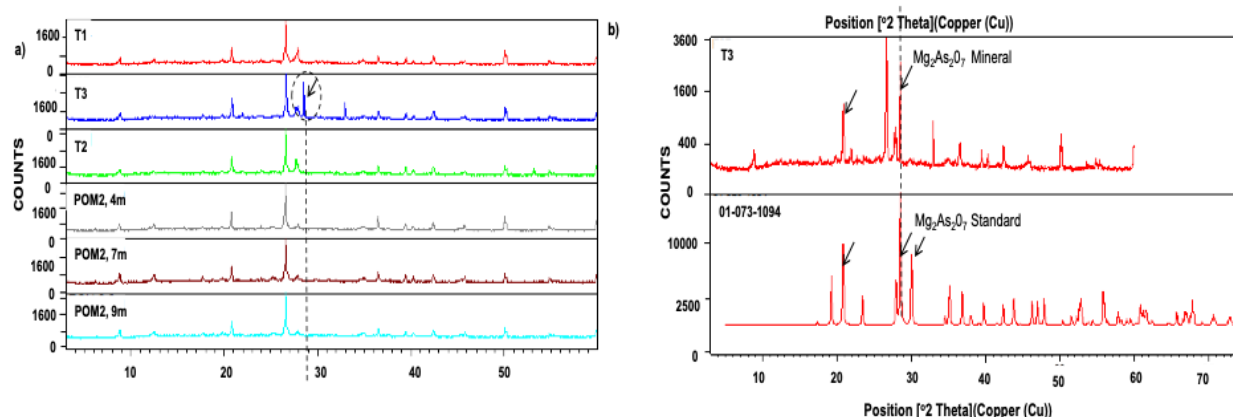 a)
COUNTS
1600
0
T1
1600
0
T3
1600
0
T2
1600
0
POM2, 4m
1600
0
POM2, 7m
1600
0
POM2, 9m
10 20 30 40 50 60
b)
Position [°2 Theta](Copper (Cu))
COUNTS
3600
1600
400
0
T3
Mg2As2O7 Mineral
01-073-1094
Mg2As2O7 Standard
10000
2500
0
10 20 30 40 50 60 70
Position [°2 Theta](Copper (Cu))